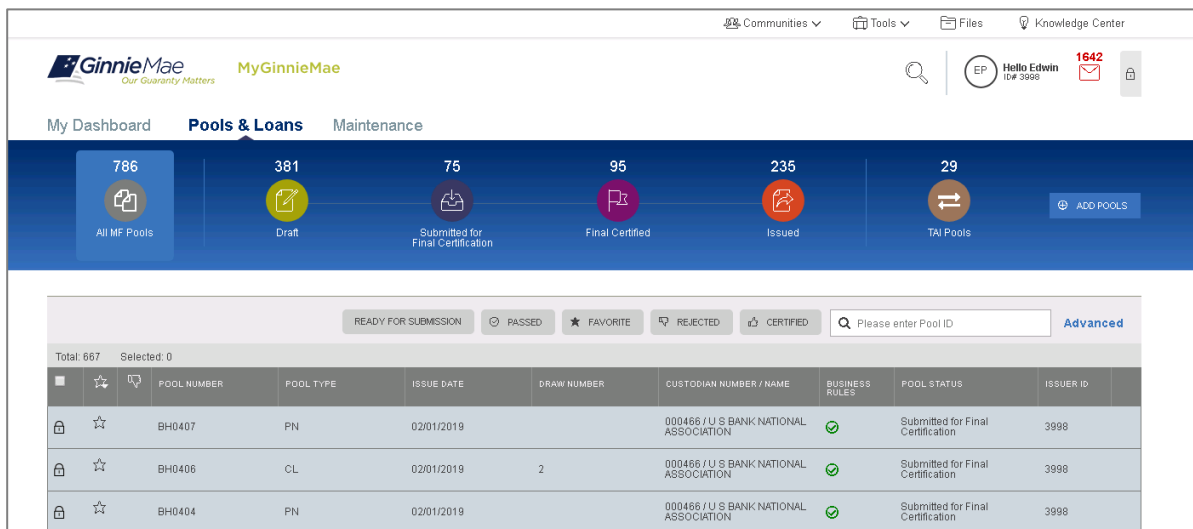 Communities Tools Files Knowledge Center
GinnieMae
Our Guaranty Matters
MyGinnieMae
EP
Hello Edwin
ID# 3998
1642
My Dashboard Pools & Loans Maintenance
786 381 75 95 235 29
All MF Pools Draft Submitted for Final Certified Issued TAI Pools
Final Certification
ADD POOLS
READY FOR SUBMISSION PASSED FAVORITE REJECTED CERTIFIED Please enter Pool ID Advanced
Total: 667 Selected: 0
POOL NUMBER POOL TYPE ISSUE DATE DRAW NUMBER CUSTODIAN NUMBER / NAME BUSINESS RULES POOL STATUS ISSUER ID
BH0407 PN 02/01/2019 000466 / U S BANK NATIONAL ASSOCIATION Submitted for Final Certification 3998
BH0406 CL 02/01/2019 2 000466 / U S BANK NATIONAL ASSOCIATION Submitted for Final Certification 3998
BH0404 PN 02/01/2019 000466 / U S BANK NATIONAL ASSOCIATION Submitted for Final Certification 3998